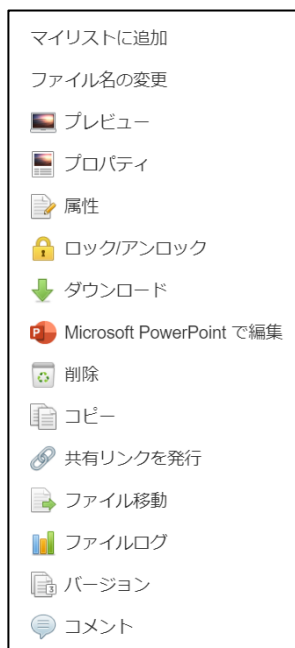 マイリストに追加
ファイル名の変更
プレビュー
プロパティ
属性
ロック/アンロック
ダウンロード
Microsoft PowerPoint で編集
削除
コピー
共有リンクを発行
ファイル移動
ファイルログ
バージョン
コメント